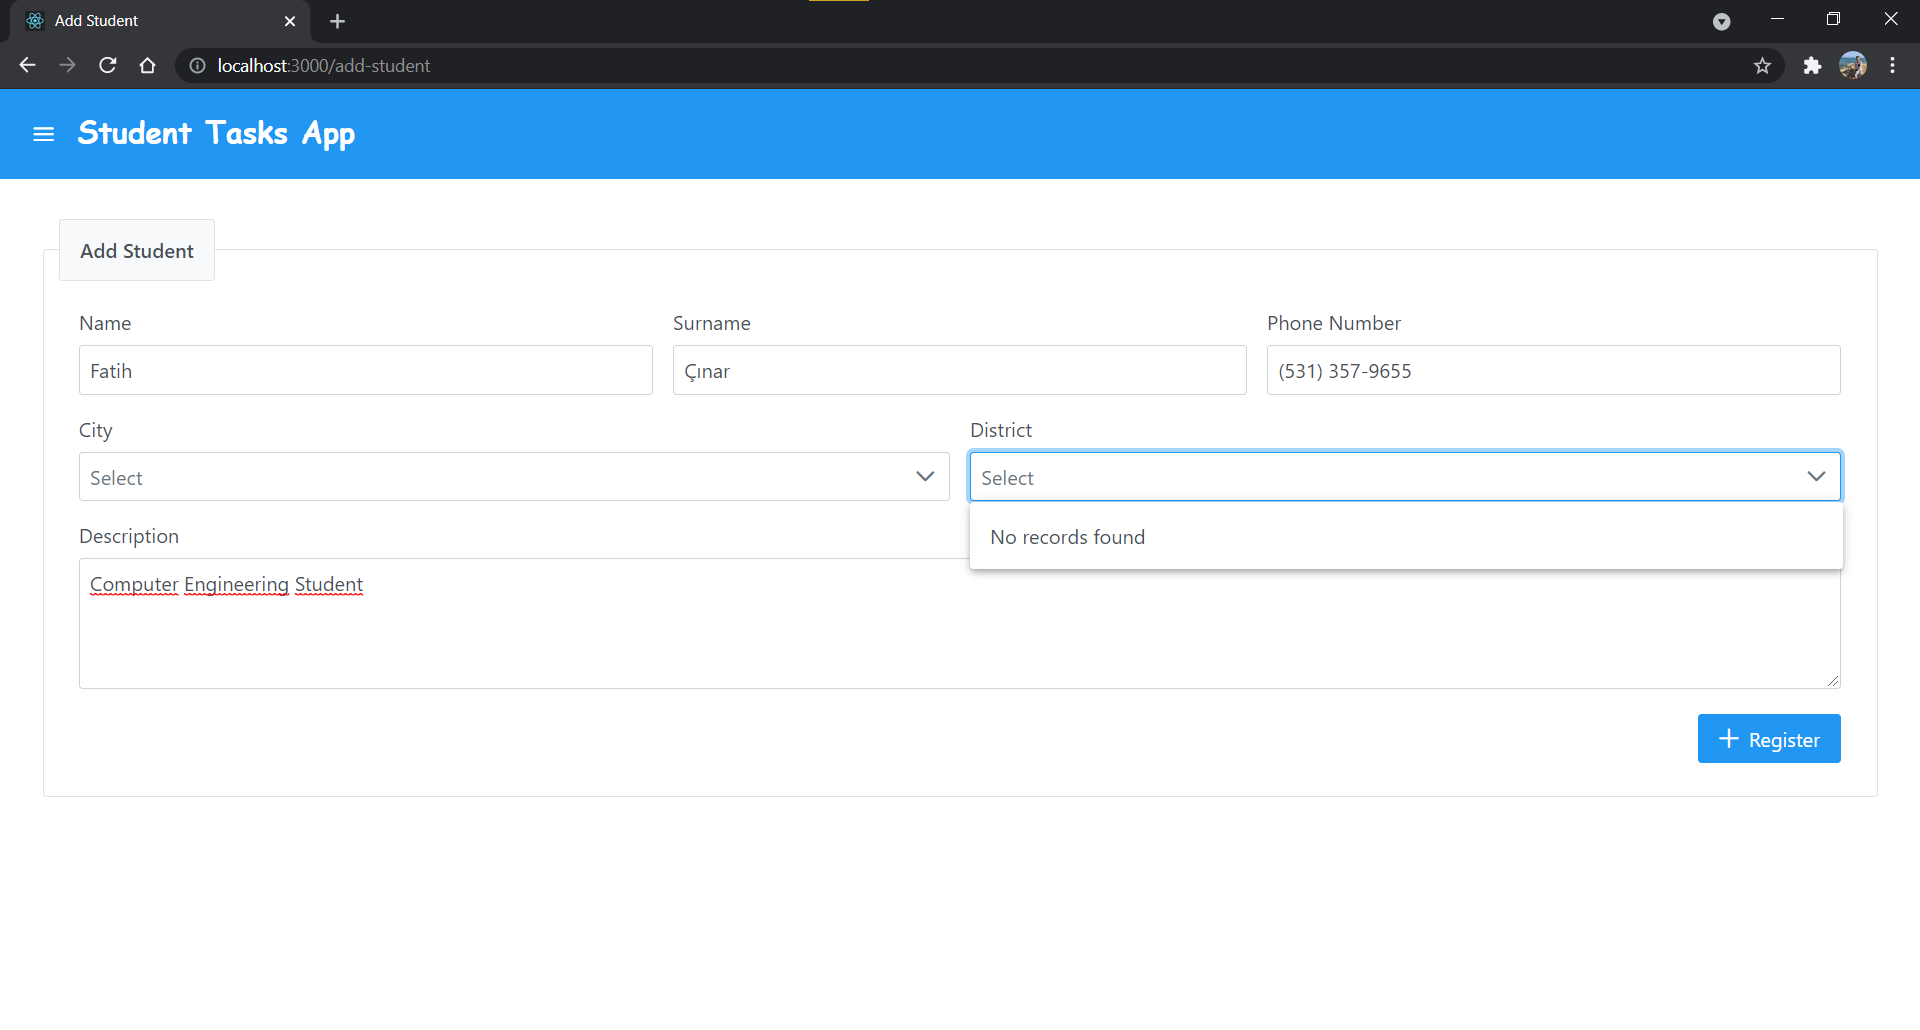 Add Student
localhost:3000/add-student
Student Tasks App
Add Student
Name
Surname
Phone Number
Fatih
Çınar
(531) 357-9655
City
District
Select
Select
No records found
Description
Computer Engineering Student
Register